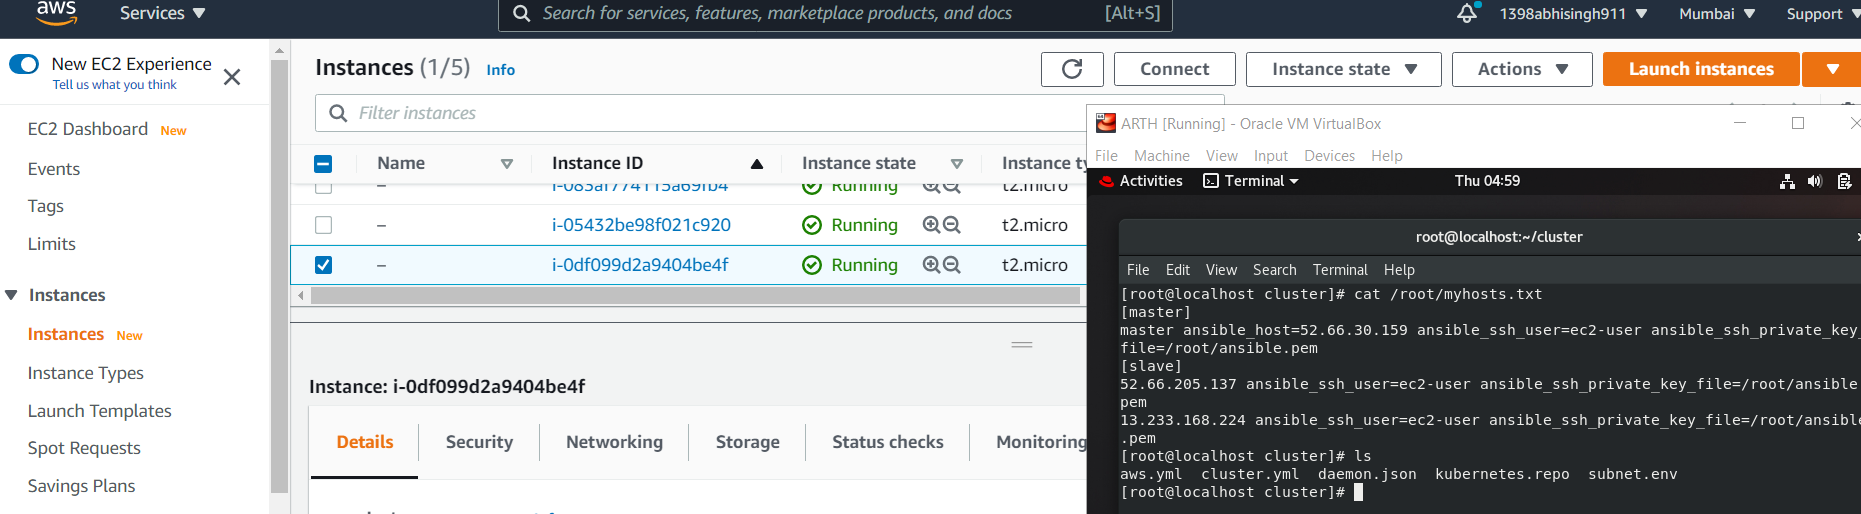 aws Services Search for services, features, marketplace products, and docs [Alt+S] 1398abhisingh911 Mumbai Support
New EC2 Experience
Tell us what you think
EC2 Dashboard New
Events
Tags
Limits
Instances
Instances New
Instance Types
Launch Templates
Spot Requests
Savings Plans
Instances (1/5) Info
Connect Instance state Actions Launch instances
Filter instances
Name Instance ID Instance state Instance ty
– i-083af774115a69fb4 Running t2.micro
– i-05432be98f021c920 Running t2.micro
– i-0df099d2a9404be4f Running t2.micro
Instance: i-0df099d2a9404be4f
Details Security Networking Storage Status checks Monitoring
ARTH [Running] - Oracle VM VirtualBox
File Machine View Input Devices Help
Activities Terminal Thu 04:59
root@localhost:~/cluster
File Edit View Search Terminal Help
[root@localhost cluster]# cat /root/myhosts.txt
[master]
master ansible_host=52.66.30.159 ansible_ssh_user=ec2-user ansible_ssh_private_key_
file=/root/ansible.pem
[slave]
52.66.205.137 ansible_ssh_user=ec2-user ansible_ssh_private_key_file=/root/ansible.
pem
13.233.168.224 ansible_ssh_user=ec2-user ansible_ssh_private_key_file=/root/ansible
.pem
[root@localhost cluster]# ls
aws.yml cluster.yml daemon.json kubernetes.repo subnet.env
[root@localhost cluster]#